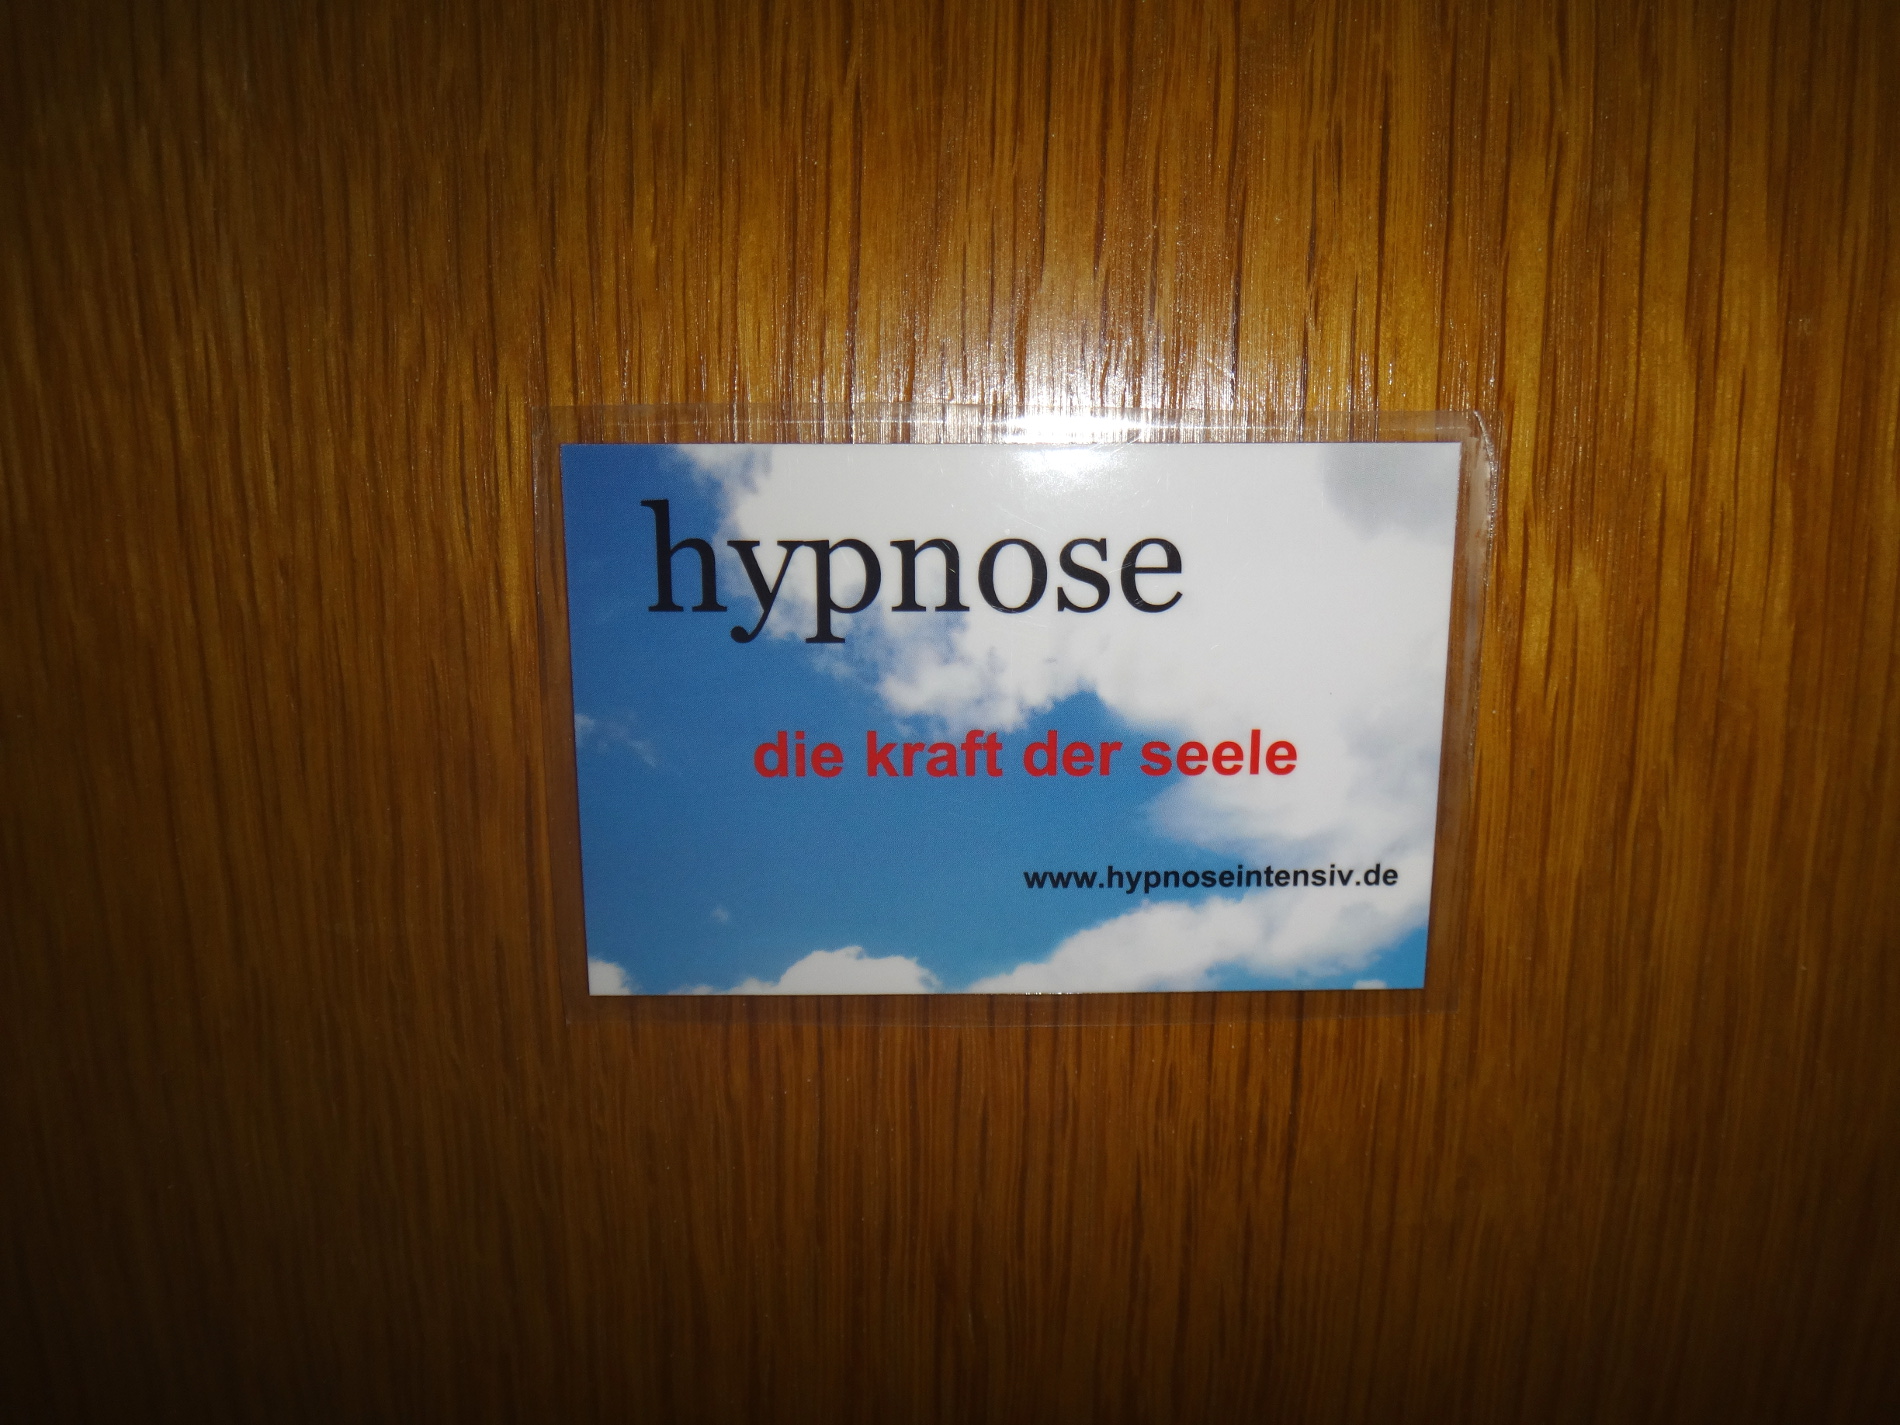 hypnose
die kraft der seele
www.hypnoseintensiv.de